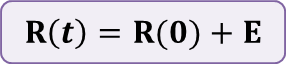 R(t) = R(0) + E